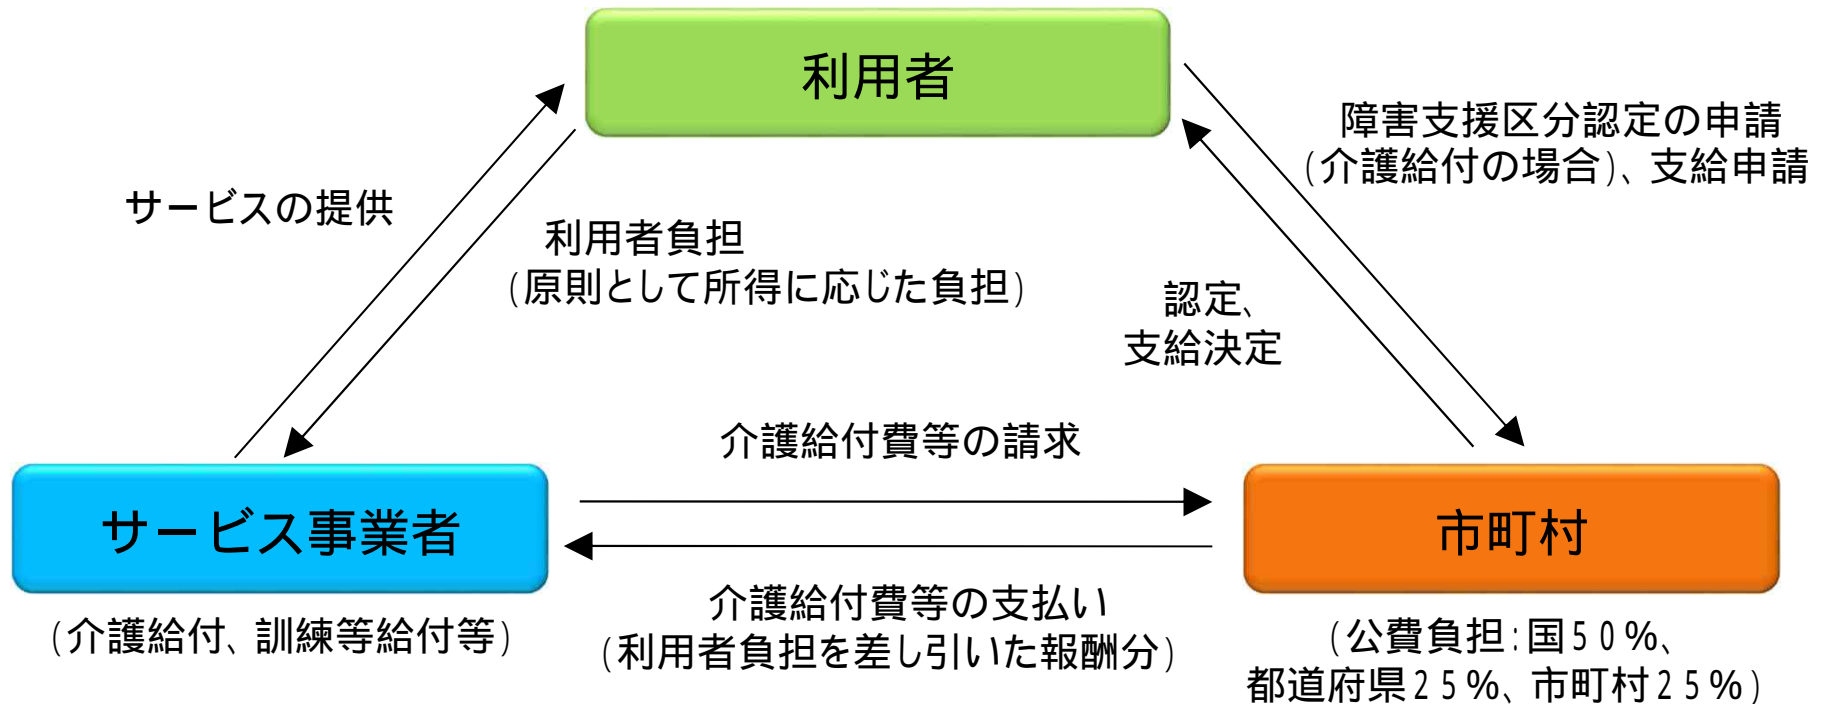 利用者
障害支援区分認定の申請
(介護給付の場合)、支給申請
サービスの提供
利用者負担
(原則として所得に応じた負担)
認定、
支給決定
介護給付費等の請求
サービス事業者
市町村
介護給付費等の支払い
(利用者負担を差し引いた報酬分)
(介護給付、訓練等給付等)
(公費負担:国50%、
都道府県25%、市町村25%)